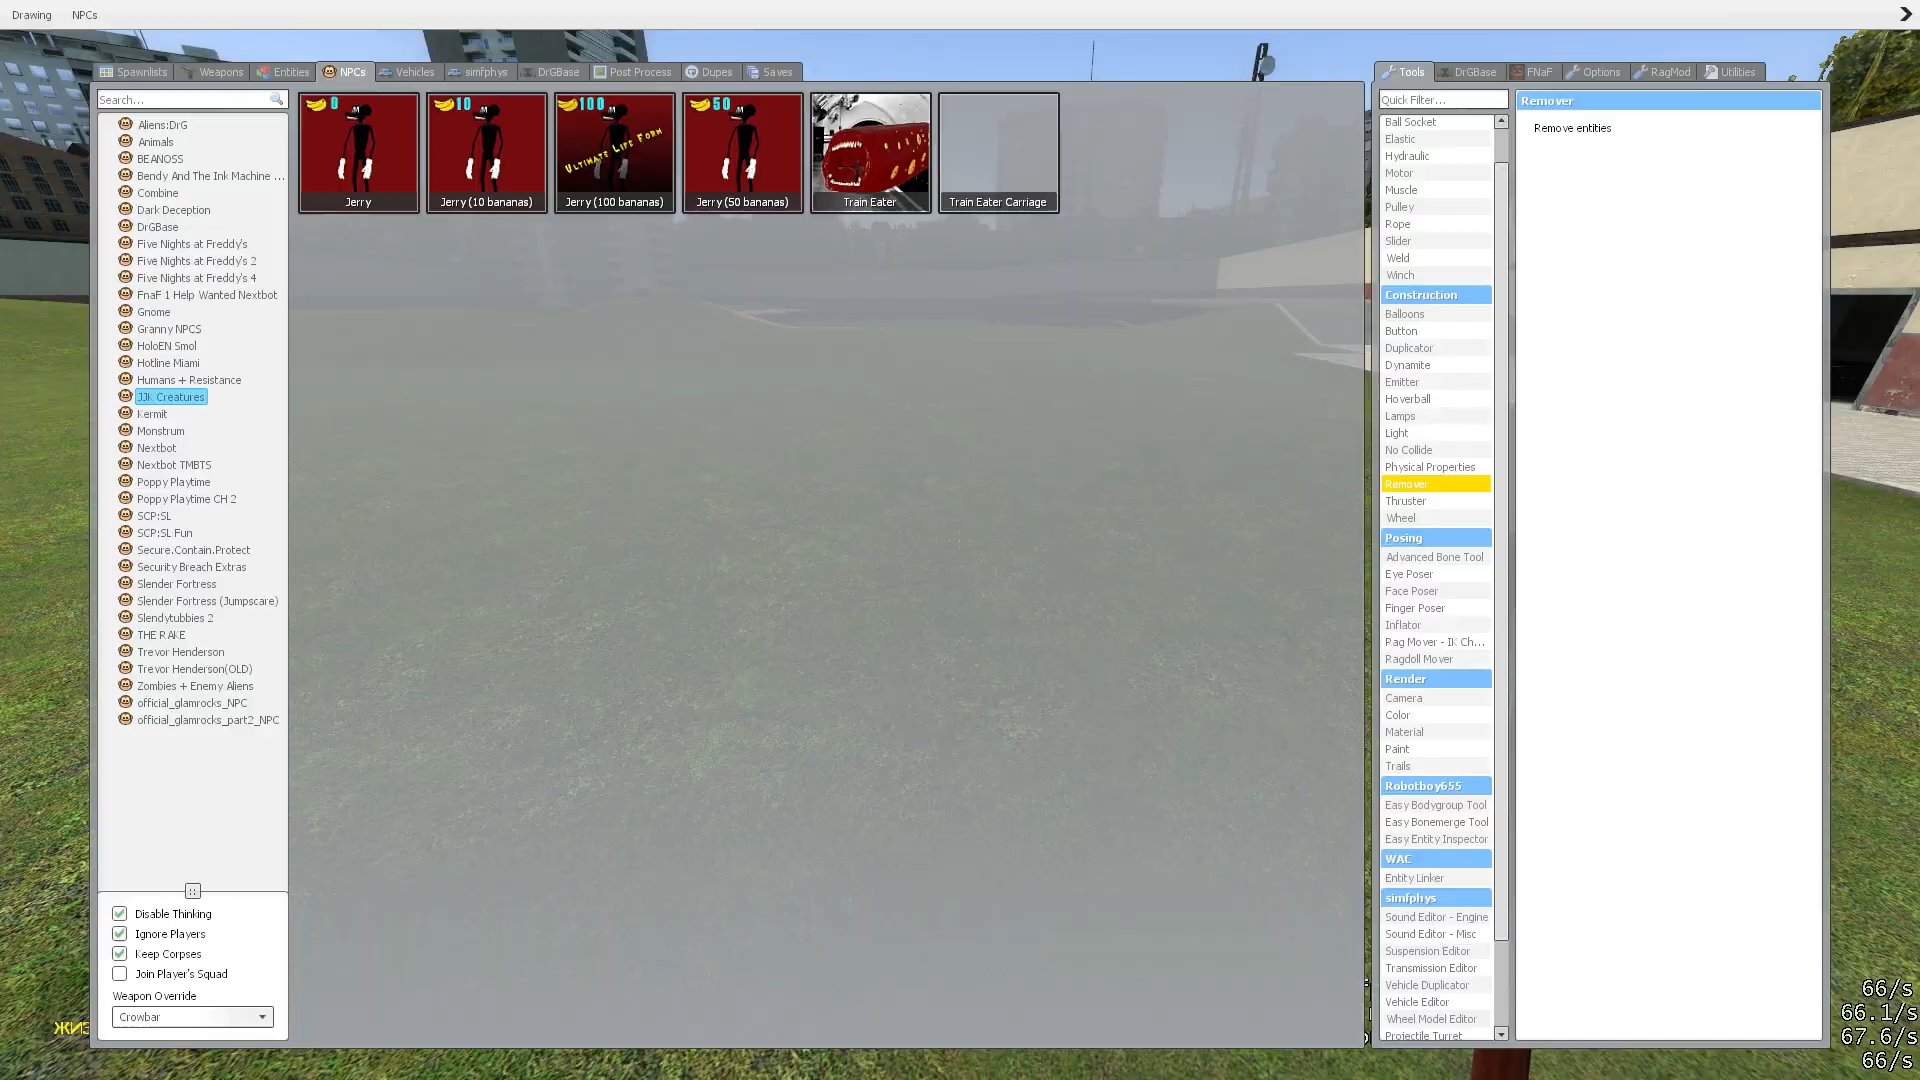 Drawing NPCs
Spawnlists Weapons Entities NPCs Vehicles simfphys DrGBase Post Process Dupes Saves
Search...
Aliens:DrG
Animals
BEANOSS
Bendy And The Ink Machine ...
Combine
Dark Deception
DrGBase
Five Nights at Freddy's
Five Nights at Freddy's 2
Five Nights at Freddy's 4
FnaF 1 Help Wanted Nextbot
Gnome
Granny NPCS
HoloEN Smol
Hotline Miami
Humans + Resistance
JJK Creatures
Kermit
Monstrum
Nextbot
Nextbot TMBTS
Poppy Playtime
Poppy Playtime CH 2
SCP:SL
SCP:SL Fun
Secure.Contain.Protect
Security Breach Extras
Slender Fortress
Slender Fortress (Jumpscare)
Slendytubbies 2
THE RAKE
Trevor Henderson
Trevor Henderson(OLD)
Zombies + Enemy Aliens
official_glamrocks_NPC
official_glamrocks_part2_NPC
Disable Thinking
Ignore Players
Keep Corpses
Join Player's Squad
Weapon Override
Crowbar
ЖИЗ
0
Jerry
10
Jerry (10 bananas)
100
ULTIMATE LIFE FORM
Jerry (100 bananas)
50
Jerry (50 bananas)
Train Eater
Train Eater Carriage
Tools DrGBase FNaF Options RagMod Utilities
Quick Filter...
Ball Socket
Elastic
Hydraulic
Motor
Muscle
Pulley
Rope
Slider
Weld
Winch
Construction
Balloons
Button
Duplicator
Dynamite
Emitter
Hoverball
Lamps
Light
No Collide
Physical Properties
Remover
Thruster
Wheel
Posing
Advanced Bone Tool
Eye Poser
Face Poser
Finger Poser
Inflator
Rag Mover - IK Ch...
Ragdoll Mover
Render
Camera
Color
Material
Paint
Trails
Robotboy655
Easy Bodygroup Tool
Easy Bonemerge Tool
Easy Entity Inspector
WAC
Entity Linker
simfphys
Sound Editor - Engine
Sound Editor - Misc
Suspension Editor
Transmission Editor
Vehicle Duplicator
Vehicle Editor
Wheel Model Editor
Projectile Turret
Remover
Remove entities
66/s
66.1/s
67.6/s
66/s